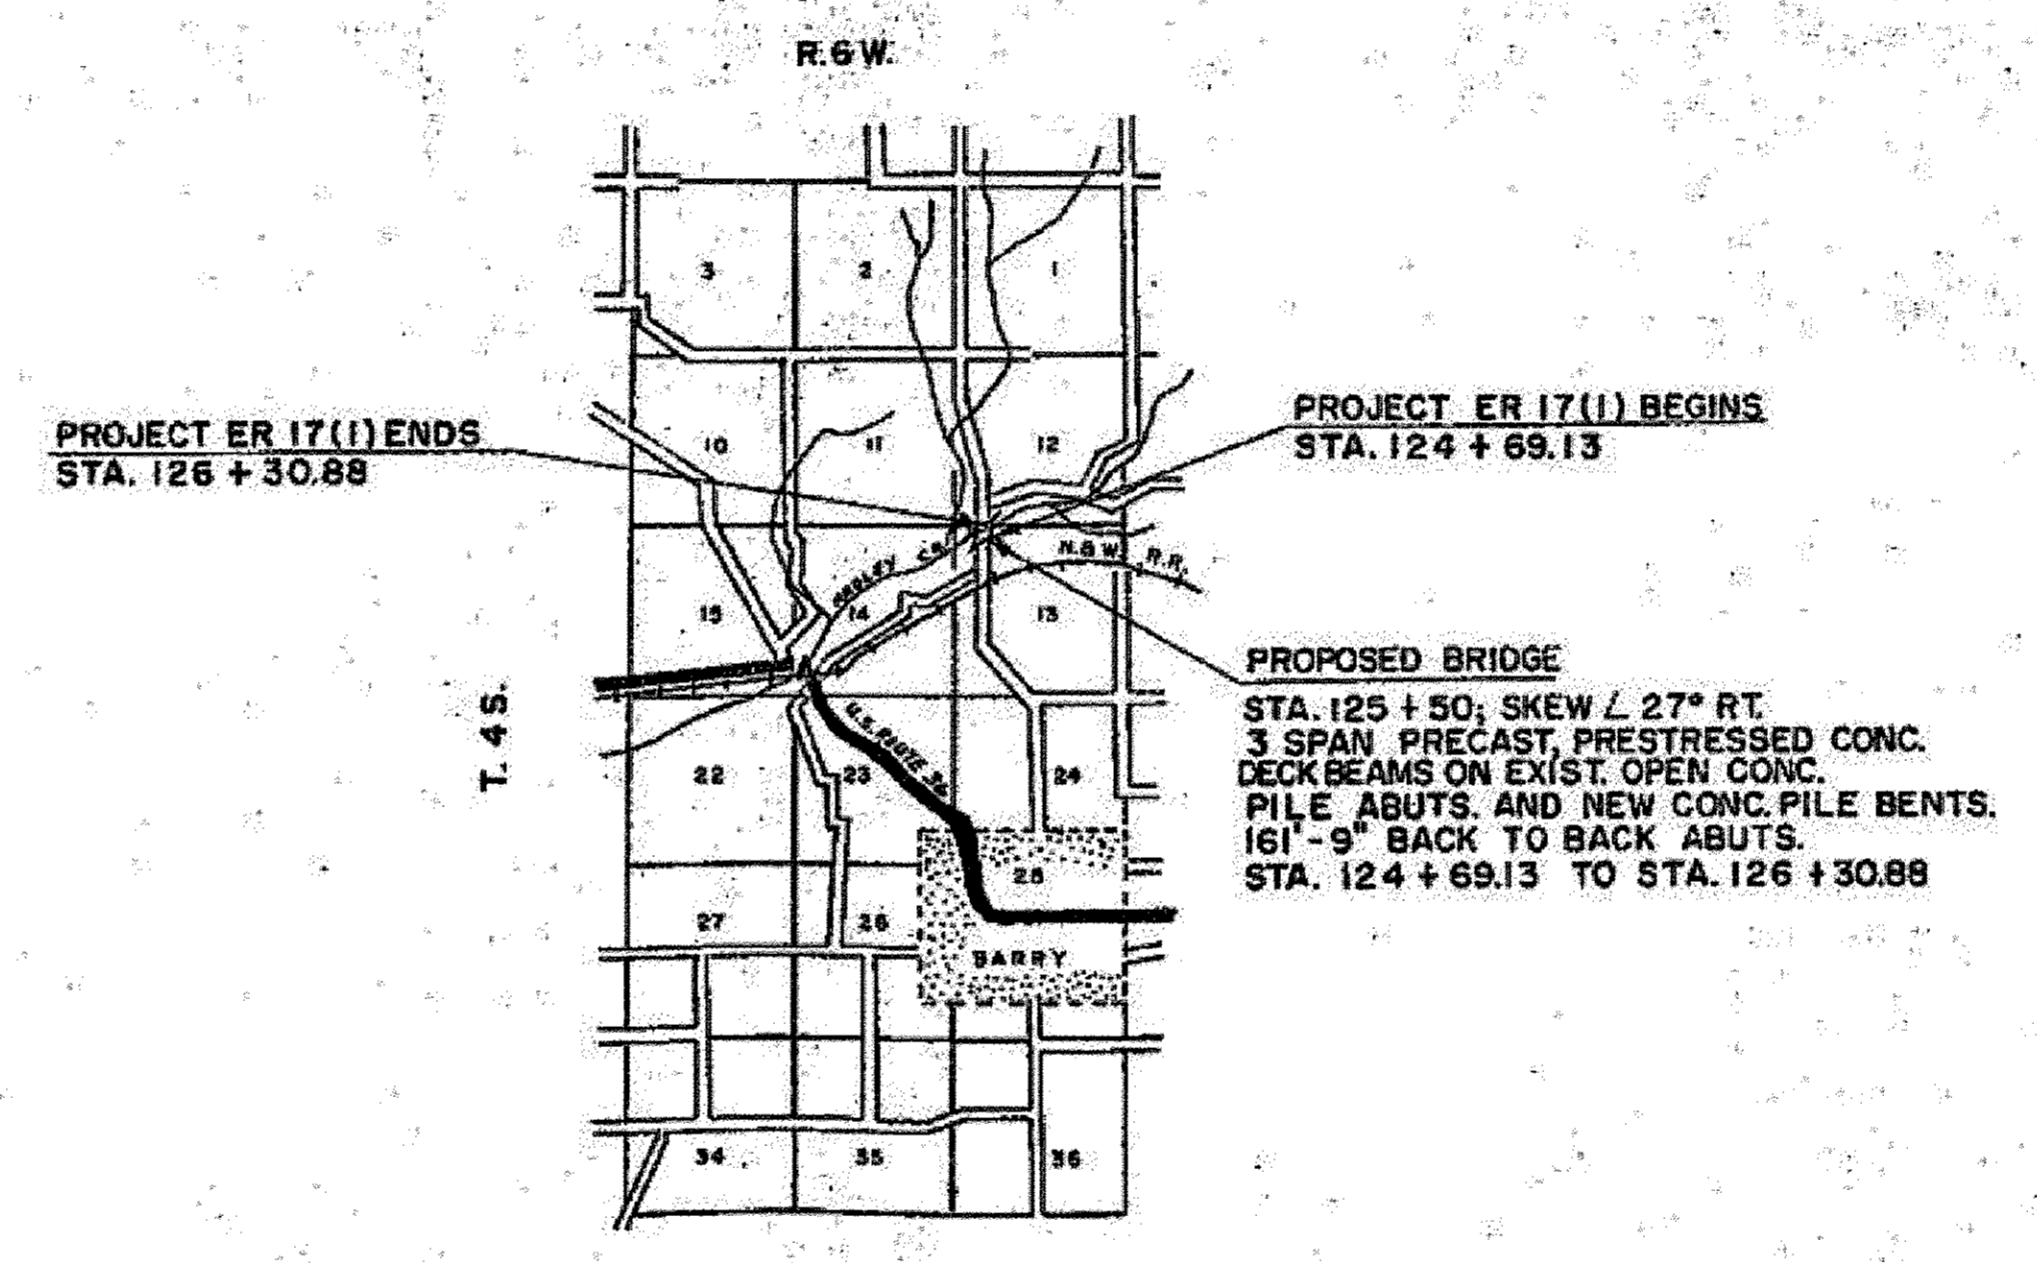 R. 6 W.
3
2
1
PROJECT ER 17(1) BEGINS
STA. 124 + 69.13
PROJECT ER 17(1) ENDS
STA. 126 + 30.88
10
11
12
N.& W. R.R.
HADLEY CR.
15
14
13
PROPOSED BRIDGE
STA. 125 + 50; SKEW ∠ 27° RT.
3 SPAN PRECAST, PRESTRESSED CONC.
DECK BEAMS ON EXIST. OPEN CONC.
PILE ABUTS. AND NEW CONC. PILE BENTS.
161'-9" BACK TO BACK ABUTS.
STA. 124 + 69.13 TO STA. 126 + 30.88
T. 4 S.
U.S. ROUTE 36
22
23
24
25
27
26
BARRY
34
35
36